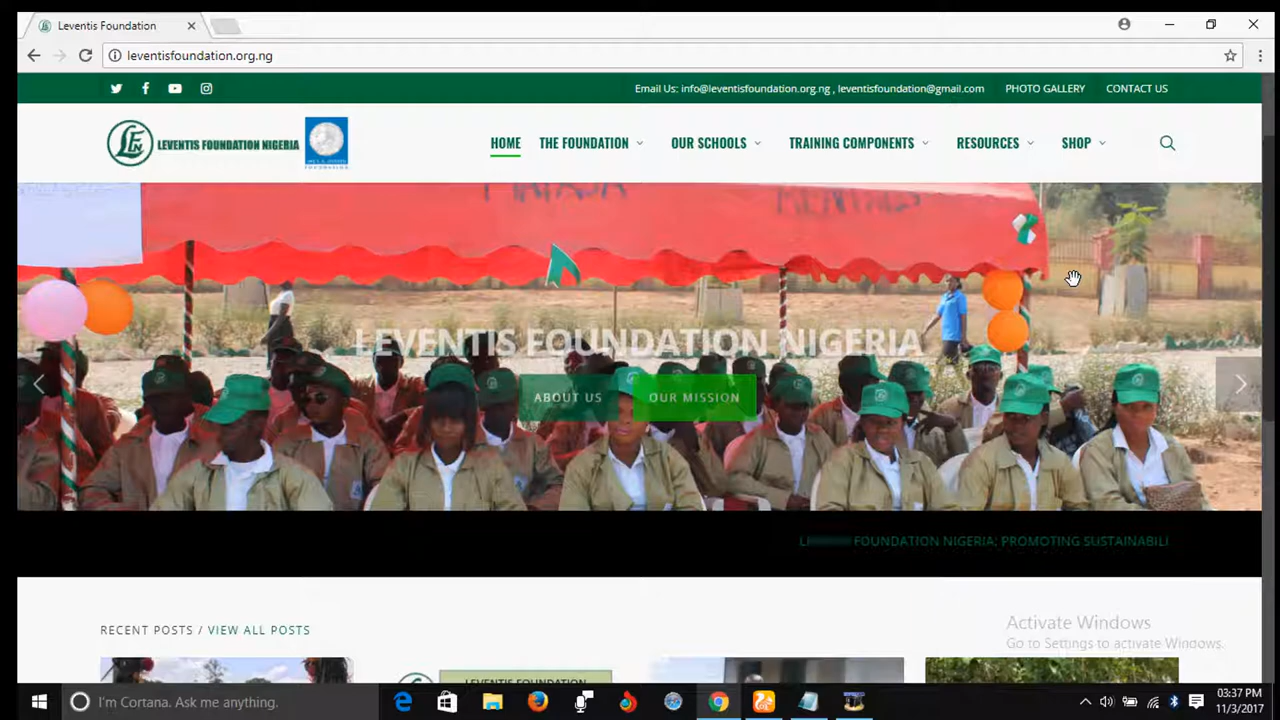 Leventis Foundation
leventisfoundation.org.ng
Email Us: info@leventisfoundation.org.ng , leventisfoundation@gmail.com PHOTO GALLERY CONTACT US
LEVENTIS FOUNDATION NIGERIA
HOME THE FOUNDATION OUR SCHOOLS TRAINING COMPONENTS RESOURCES SHOP
LEVENTIS FOUNDATION NIGERIA
ABOUT US OUR MISSION
FOUNDATION NIGERIA; PROMOTING SUSTAINABILI
RECENT POSTS / VIEW ALL POSTS
Activate Windows
Go to Settings to activate Windows.
LEVENTIS FOUNDATION
I'm Cortana. Ask me anything.
03:37 PM
11/3/2017